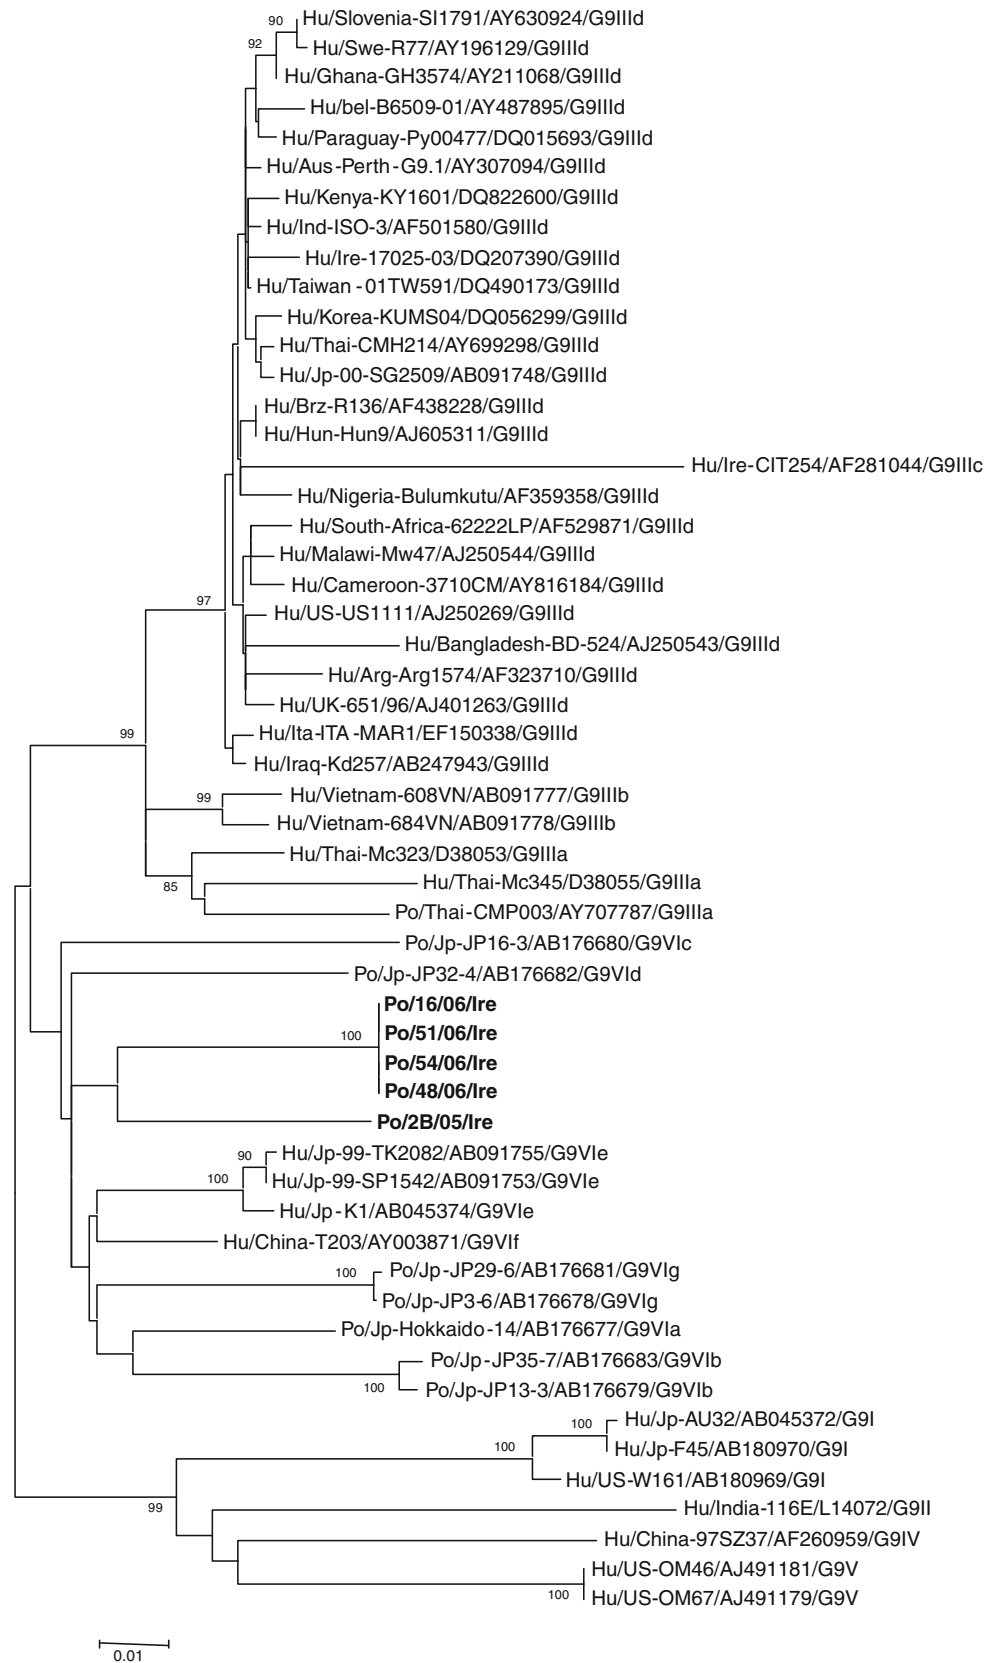 90
Hu/Slovenia-SI1791/AY630924/G9IIId
92
Hu/Swe-R77/AY196129/G9IIId
Hu/Ghana-GH3574/AY211068/G9IIId
Hu/bel-B6509-01/AY487895/G9IIId
Hu/Paraguay-Py00477/DQ015693/G9IIId
Hu/Aus-Perth-G9.1/AY307094/G9IIId
Hu/Kenya-KY1601/DQ822600/G9IIId
Hu/Ind-ISO-3/AF501580/G9IIId
Hu/Ire-17025-03/DQ207390/G9IIId
Hu/Taiwan-01TW591/DQ490173/G9IIId
Hu/Korea-KUMS04/DQ056299/G9IIId
Hu/Thai-CMH214/AY699298/G9IIId
Hu/Jp-00-SG2509/AB091748/G9IIId
Hu/Brz-R136/AF438228/G9IIId
Hu/Hun-Hun9/AJ605311/G9IIId
Hu/Ire-CIT254/AF281044/G9IIIc
Hu/Nigeria-Bulumkutu/AF359358/G9IIId
Hu/South-Africa-62222LP/AF529871/G9IIId
Hu/Malawi-Mw47/AJ250544/G9IIId
Hu/Cameroon-3710CM/AY816184/G9IIId
97
Hu/US-US1111/AJ250269/G9IIId
Hu/Bangladesh-BD-524/AJ250543/G9IIId
Hu/Arg-Arg1574/AF323710/G9IIId
Hu/UK-651/96/AJ401263/G9IIId
99
Hu/Ita-ITA-MAR1/EF150338/G9IIId
Hu/Iraq-Kd257/AB247943/G9IIId
99
Hu/Vietnam-608VN/AB091777/G9IIIb
Hu/Vietnam-684VN/AB091778/G9IIIb
Hu/Thai-Mc323/D38053/G9IIIa
85
Hu/Thai-Mc345/D38055/G9IIIa
Po/Thai-CMP003/AY707787/G9IIIa
Po/Jp-JP16-3/AB176680/G9VIc
Po/Jp-JP32-4/AB176682/G9VId
Po/16/06/Ire
100
Po/51/06/Ire
Po/54/06/Ire
Po/48/06/Ire
Po/2B/05/Ire
90
Hu/Jp-99-TK2082/AB091755/G9VIe
100
Hu/Jp-99-SP1542/AB091753/G9VIe
Hu/Jp-K1/AB045374/G9VIe
Hu/China-T203/AY003871/G9VIf
100
Po/Jp-JP29-6/AB176681/G9VIg
Po/Jp-JP3-6/AB176678/G9VIg
Po/Jp-Hokkaido-14/AB176677/G9VIa
Po/Jp-JP35-7/AB176683/G9VIb
100
Po/Jp-JP13-3/AB176679/G9VIb
100
Hu/Jp-AU32/AB045372/G9I
100
Hu/Jp-F45/AB180970/G9I
Hu/US-W161/AB180969/G9I
99
Hu/India-116E/L14072/G9II
Hu/China-97SZ37/AF260959/G9IV
Hu/US-OM46/AJ491181/G9V
100
Hu/US-OM67/AJ491179/G9V
0.01